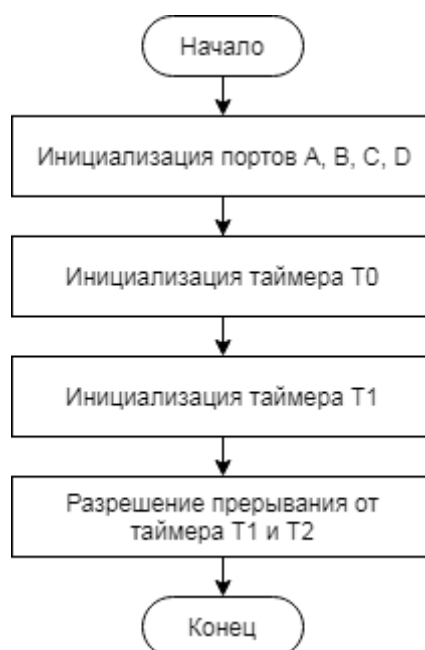 Начало
Инициализация портов A, B, C, D
Инициализация таймера T0
Инициализация таймера T1
Разрешение прерывания от
таймера T1 и T2
Конец